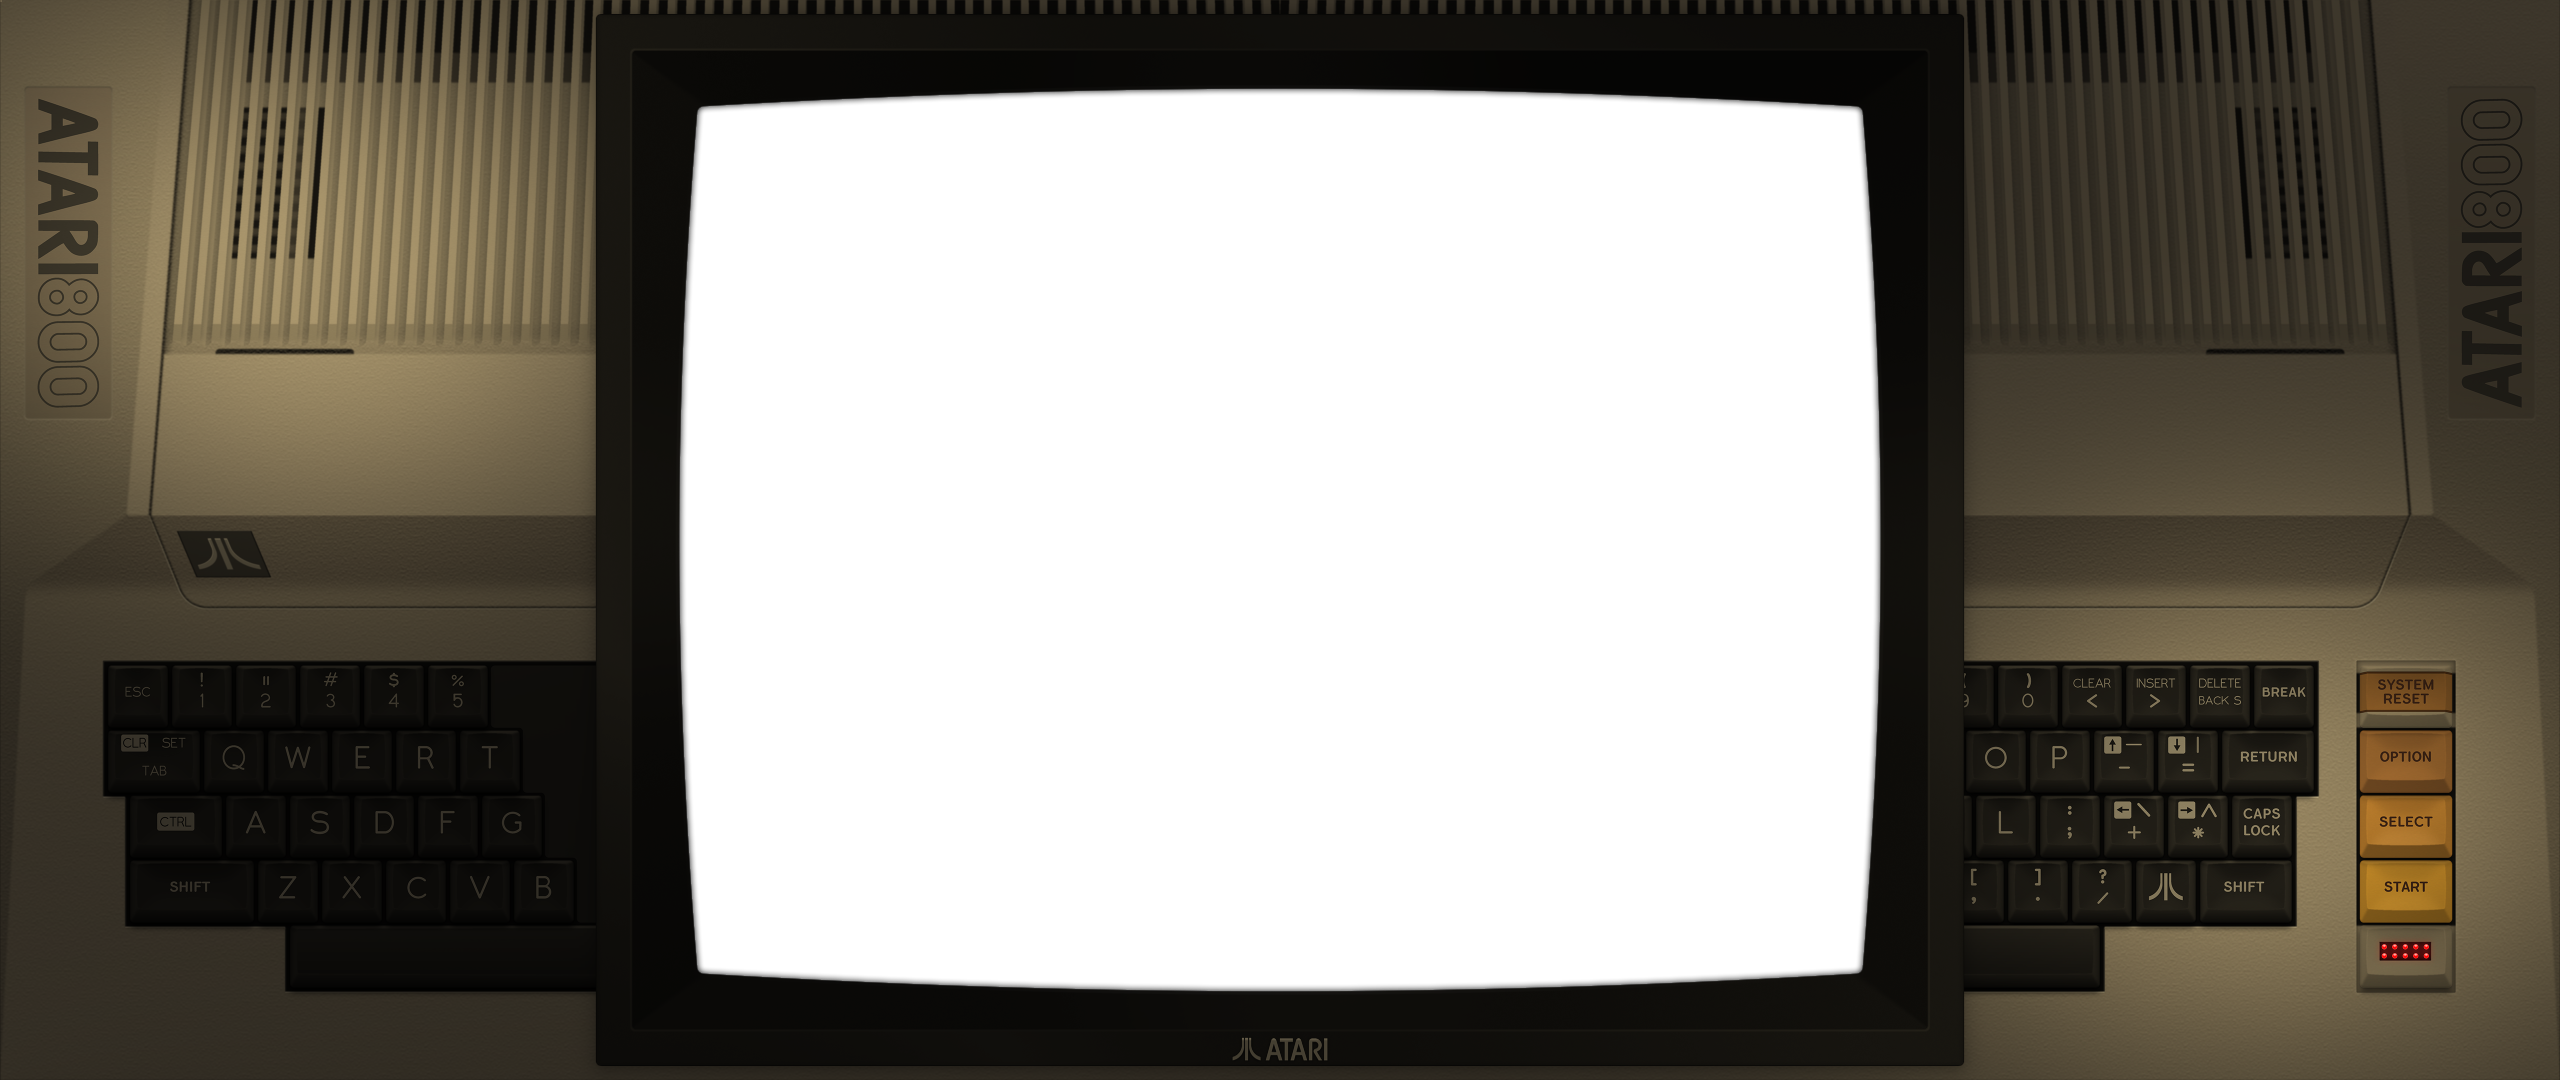 ATARI800
ATARI800
ESC ! 1 " 2 # 3 $ 4 % 5
) 0 CLEAR < INSERT > DELETE BACK S BREAK
SYSTEM RESET
CLR SET TAB Q W E R T
O P ↑ — - ↓ | = RETURN
OPTION
CTRL A S D F G
L : ; ← \ + → ^ * CAPS LOCK
SELECT
SHIFT Z X C V B
[ , ] . ? / SHIFT
START
ATARI